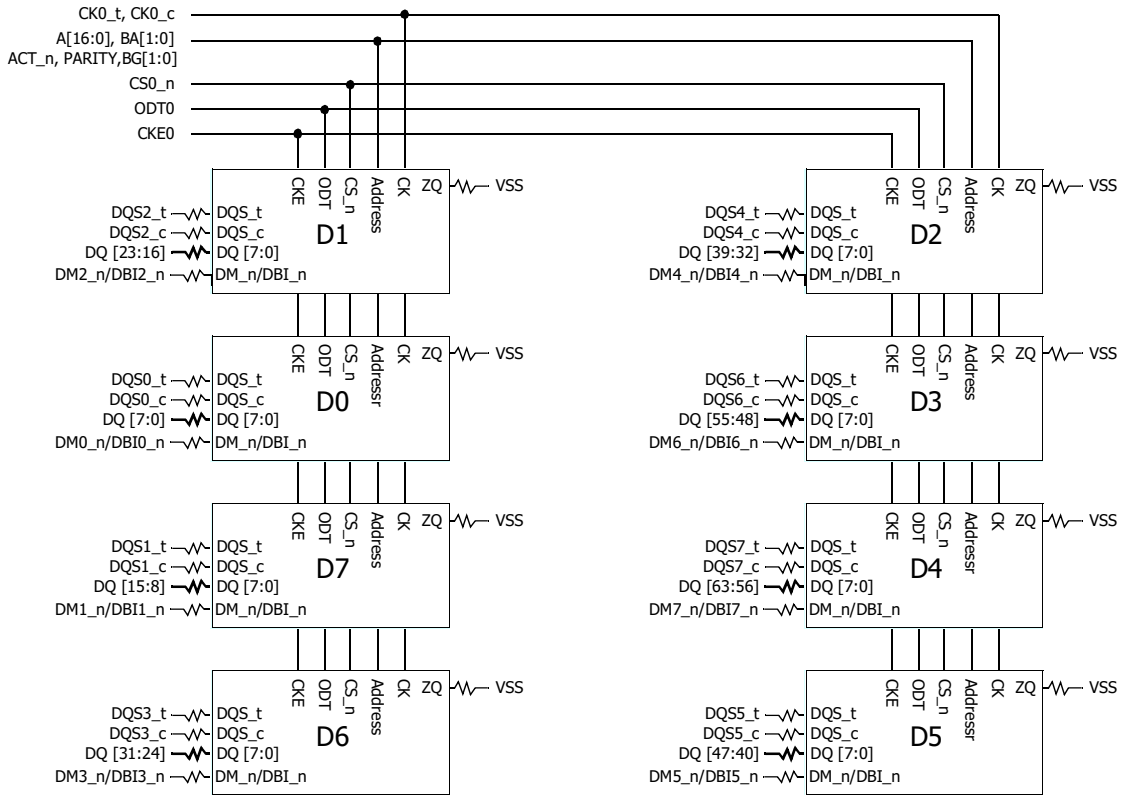 CK0_t, CK0_c
A[16:0], BA[1:0]
ACT_n, PARITY,BG[1:0]
CS0_n
ODT0
CKE0
CKE
ODT
CS_n
Address
CK
ZQ
VSS
D1
DQS2_t
DQS_t
DQS2_c
DQS_c
DQ [23:16]
DQ [7:0]
DM2_n/DBI2_n
DM_n/DBI_n
CKE
ODT
CS_n
Address
CK
ZQ
VSS
D2
DQS4_t
DQS_t
DQS4_c
DQS_c
DQ [39:32]
DQ [7:0]
DM4_n/DBI4_n
DM_n/DBI_n
CKE
ODT
CS_n
Addressr
CK
ZQ
VSS
D0
DQS0_t
DQS_t
DQS0_c
DQS_c
DQ [7:0]
DQ [7:0]
DM0_n/DBI0_n
DM_n/DBI_n
CKE
ODT
CS_n
Address
CK
ZQ
VSS
D3
DQS6_t
DQS_t
DQS6_c
DQS_c
DQ [55:48]
DQ [7:0]
DM6_n/DBI6_n
DM_n/DBI_n
CKE
ODT
CS_n
Address
CK
ZQ
VSS
D7
DQS1_t
DQS_t
DQS1_c
DQS_c
DQ [15:8]
DQ [7:0]
DM1_n/DBI1_n
DM_n/DBI_n
CKE
ODT
CS_n
Addressr
CK
ZQ
VSS
D4
DQS7_t
DQS_t
DQS7_c
DQS_c
DQ [63:56]
DQ [7:0]
DM7_n/DBI7_n
DM_n/DBI_n
CKE
ODT
CS_n
Address
CK
ZQ
VSS
D6
DQS3_t
DQS_t
DQS3_c
DQS_c
DQ [31:24]
DQ [7:0]
DM3_n/DBI3_n
DM_n/DBI_n
CKE
ODT
CS_n
Addressr
CK
ZQ
VSS
D5
DQS5_t
DQS_t
DQS5_c
DQS_c
DQ [47:40]
DQ [7:0]
DM5_n/DBI5_n
DM_n/DBI_n